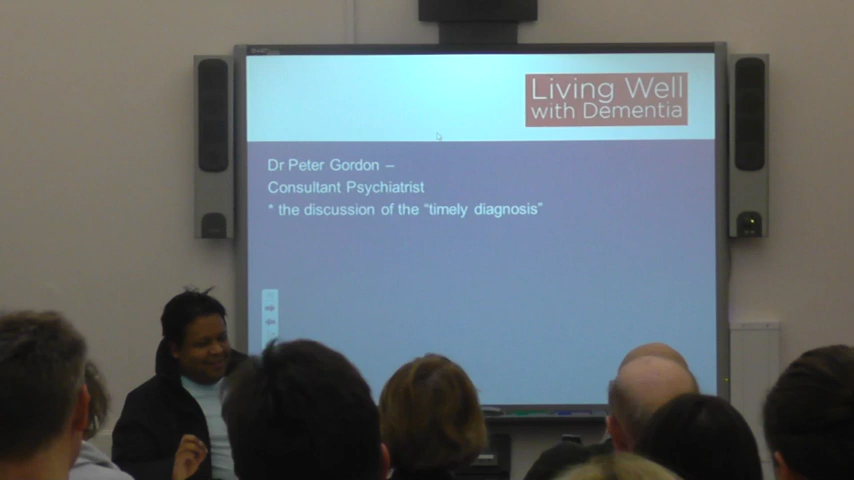 Living Well
with Dementia
Dr Peter Gordon –
Consultant Psychiatrist
* the discussion of the “timely diagnosis”